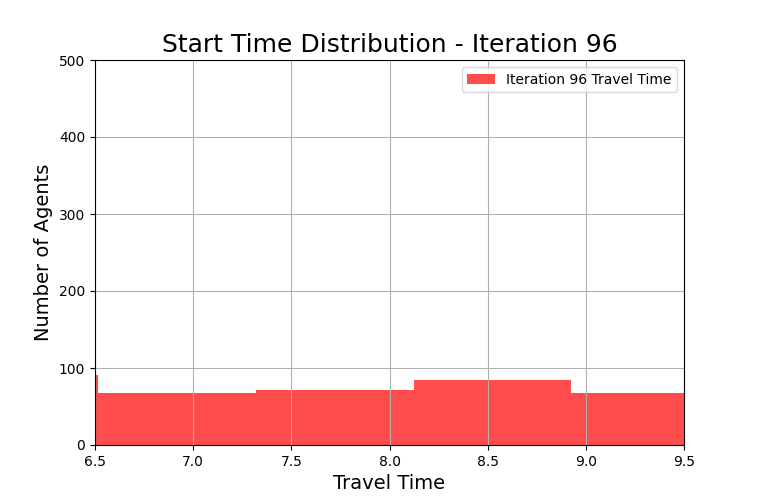 Start Time Distribution - Iteration 96
Iteration 96 Travel Time
Number of Agents
500
400
300
200
100
0
6.5 7.0 7.5 8.0 8.5 9.0 9.5
Travel Time